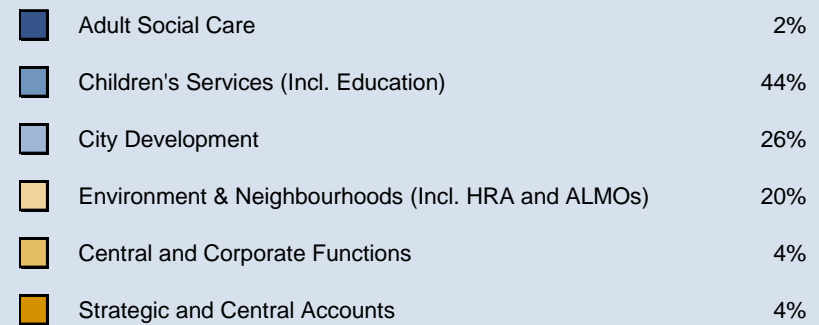 Adult Social Care 2%
Children's Services (Incl. Education) 44%
City Development 26%
Environment & Neighbourhoods (Incl. HRA and ALMOs) 20%
Central and Corporate Functions 4%
Strategic and Central Accounts 4%